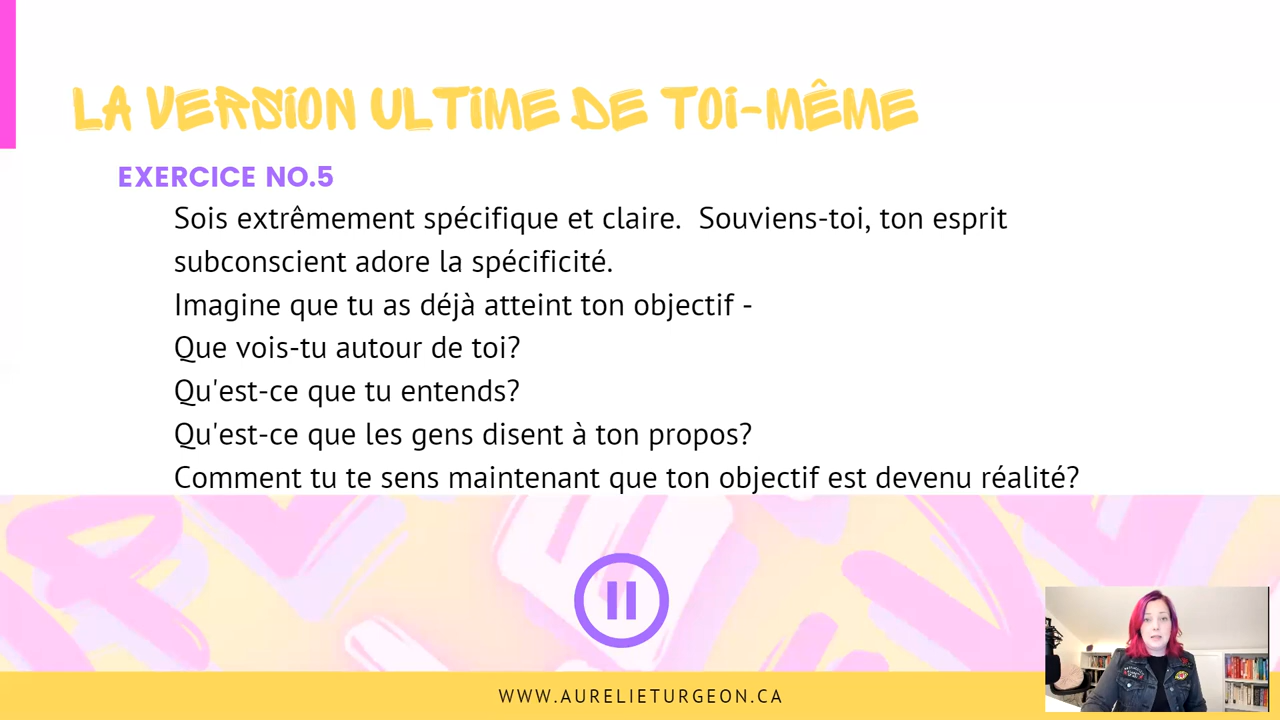 LA VERSION ULTIME DE TOI-MÊME
EXERCICE NO.5
Sois extrêmement spécifique et claire.  Souviens-toi, ton esprit
subconscient adore la spécificité.
Imagine que tu as déjà atteint ton objectif -
Que vois-tu autour de toi?
Qu'est-ce que tu entends?
Qu'est-ce que les gens disent à ton propos?
Comment tu te sens maintenant que ton objectif est devenu réalité?
WWW.AURELIETURGEON.CA